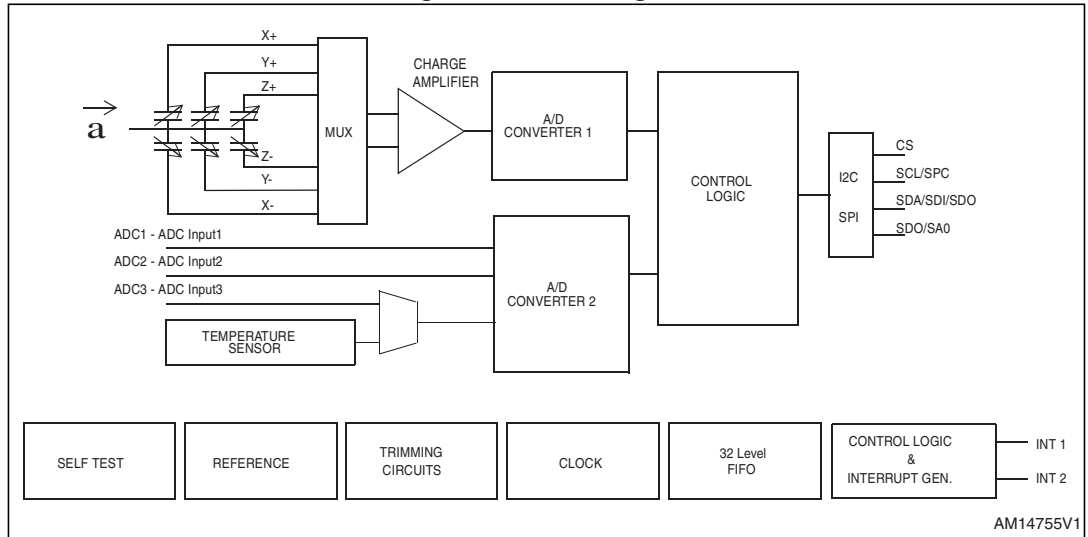 X+
Y+
Z+
a
Z-
Y-
X-
MUX
CHARGE
AMPLIFIER
A/D
CONVERTER 1
CONTROL
LOGIC
I2C
SPI
CS
SCL/SPC
SDA/SDI/SDO
SDO/SA0
ADC1 - ADC Input1
ADC2 - ADC Input2
ADC3 - ADC Input3
A/D
CONVERTER 2
TEMPERATURE
SENSOR
SELF TEST
REFERENCE
TRIMMING
CIRCUITS
CLOCK
32 Level
FIFO
CONTROL LOGIC
&
INTERRUPT GEN.
INT 1
INT 2
AM14755V1